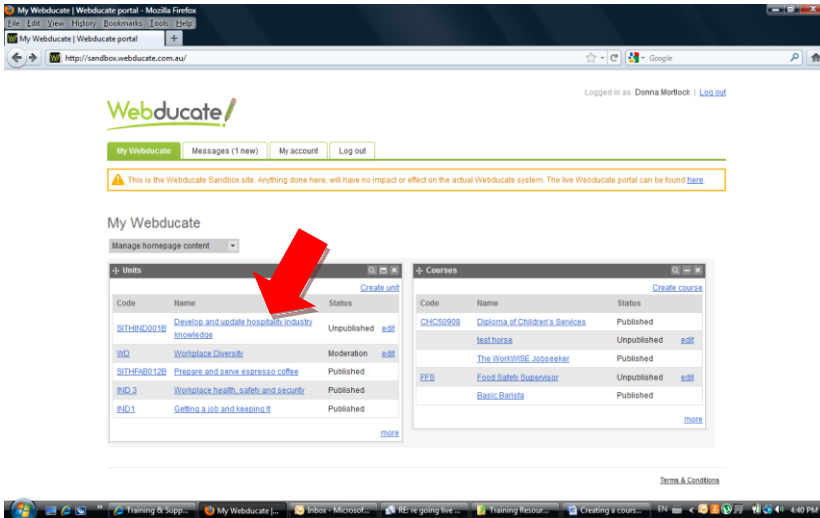 My Webducate | Webducate portal - Mozilla Firefox
File Edit View History Bookmarks Tools Help
My Webducate | Webducate portal +
http://sandbox.webducate.com.au/ Google
Logged in as Donna Mortlock | Log out
Webducate
My Webducate Messages (1 new) My account Log out
This is the Webducate Sandbox site. Anything done here, will have no impact or effect on the actual Webducate system. The live Webducate portal can be found here.
My Webducate
Manage homepage content
Units
Create unit
Code Name Status
SITHIND001B Develop and update hospitality industry knowledge Unpublished edit
WD Workplace Diversity Moderation edit
SITHFAB012B Prepare and serve espresso coffee Published
IND 3 Workplace health, safety and security Published
IND1 Getting a job and keeping it Published
more
Courses
Create course
Code Name Status
CHC50908 Diploma of Children's Services Published
test horse Unpublished edit
The WorkWISE Jobseeker Published
FFS Food Safety Supervisor Unpublished edit
Basic Barista Published
more
Terms & Conditions
Training & Supp... My Webducate |... Inbox - Microsof... RE: re going live ... Training Resour... Creating a cours... EN 4:40 PM